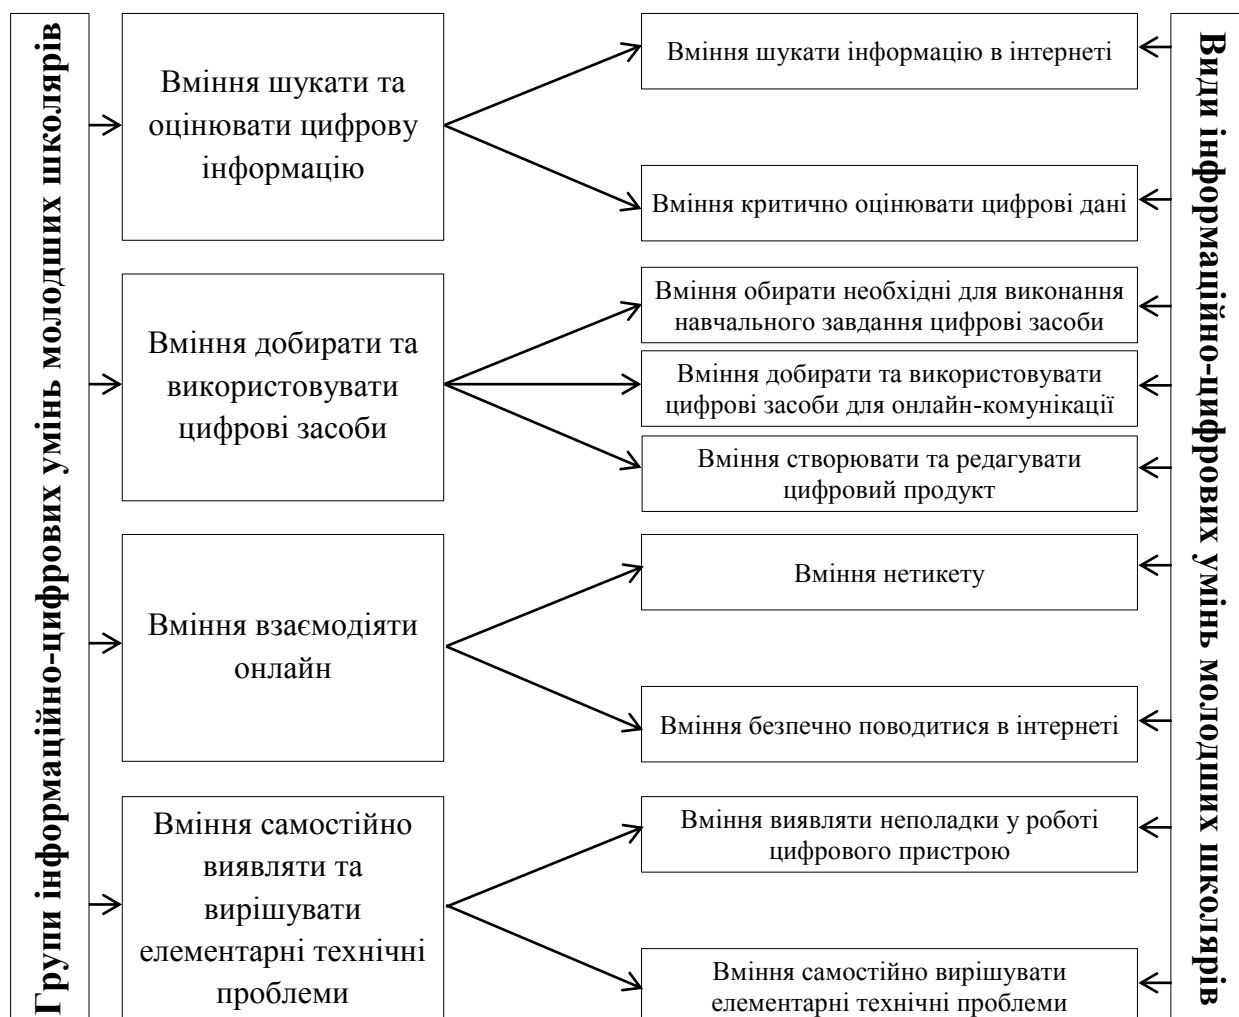 Групи інформаційно-цифрових умінь молодших школярів
Вміння шукати та
оцінювати цифрову
інформацію
Вміння шукати інформацію в інтернеті
Вміння критично оцінювати цифрові дані
Вміння добирати та
використовувати
цифрові засоби
Вміння обирати необхідні для виконання
навчального завдання цифрові засоби
Вміння добирати та використовувати
цифрові засоби для онлайн-комунікації
Вміння створювати та редагувати
цифровий продукт
Вміння взаємодіяти
онлайн
Вміння нетикету
Вміння безпечно поводитися в інтернеті
Вміння самостійно
виявляти та
вирішувати
елементарні технічні
проблеми
Вміння виявляти неполадки у роботі
цифрового пристрою
Вміння самостійно вирішувати
елементарні технічні проблеми
Види інформаційно-цифрових умінь молодших школярів